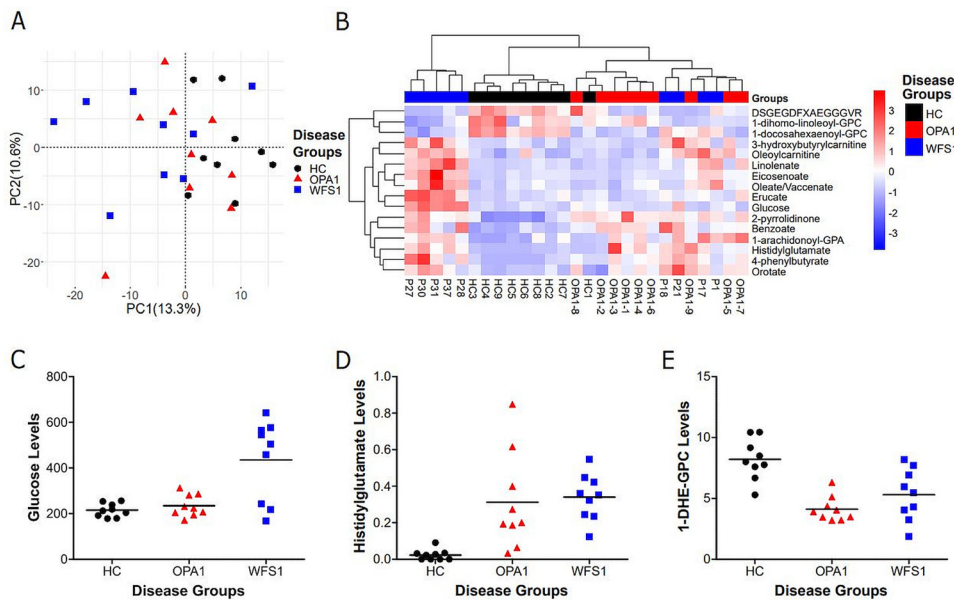 A
PC2(10.6%)
10
0
-10
-20
-20
-10
0
10
PC1(13.3%)
Disease
Groups
HC
OPA1
WFS1
B
Groups
DSGEGDFXAEGGGVR
1-dihomo-linoleoyl-GPC
1-docosahexaenoyl-GPC
3-hydroxybutyrylcarnitine
Oleoylcarnitine
Linolenate
Eicosenoate
Oleate/Vaccenate
Erucate
Glucose
2-pyrrolidinone
Benzoate
1-arachidonoyl-GPA
Histidylglutamate
4-phenylbutyrate
Orotate
P27
P30
P31
P37
P28
HC3
HC4
HC9
HC5
HC6
HC8
HC2
HC7
OPA1-8
HC1
OPA1-2
OPA1-3
OPA1-1
OPA1-4
OPA1-6
P18
P21
OPA1-9
P17
P1
OPA1-5
OPA1-7
3
2
1
0
-1
-2
-3
Disease
Groups
HC
OPA1
WFS1
C
Glucose Levels
800
600
400
200
0
HC
OPA1
WFS1
Disease Groups
D
Histidylglutamate Levels
1.0
0.8
0.6
0.4
0.2
0.0
HC
OPA1
WFS1
Disease Groups
E
1-DHE-GPC Levels
15
10
5
0
HC
OPA1
WFS1
Disease Groups